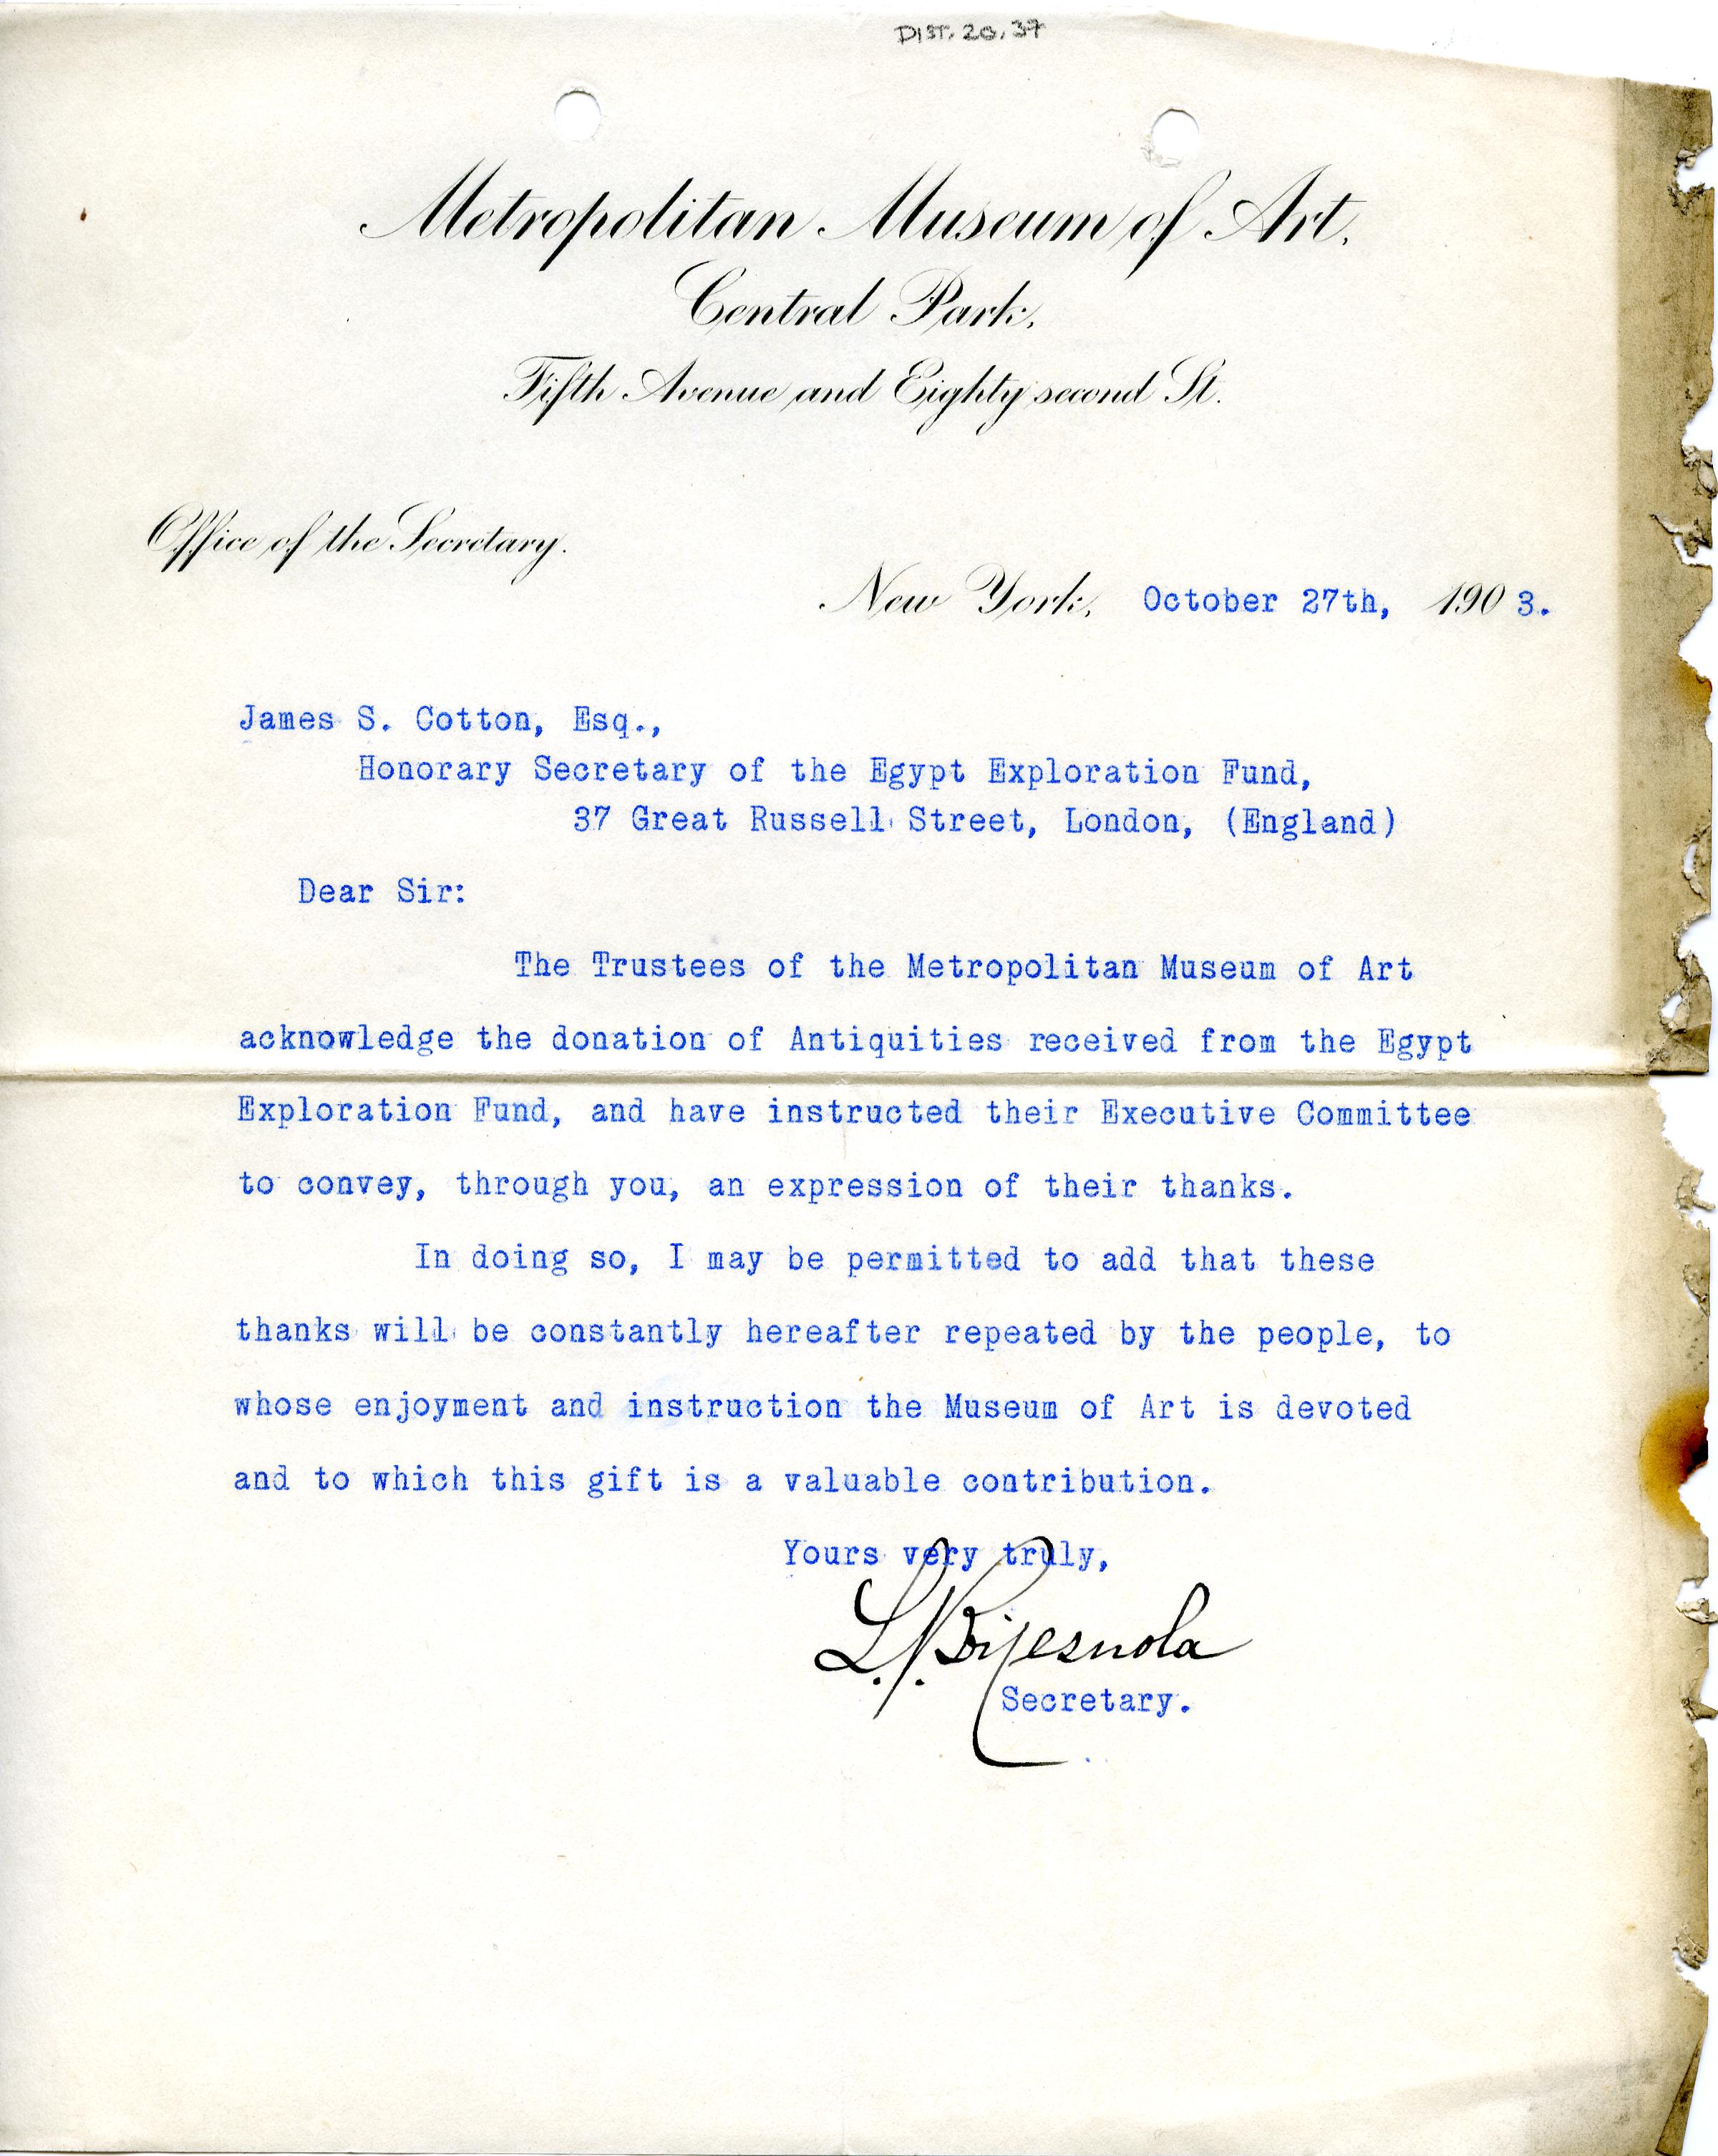 DIST. 20.37
Metropolitan Museum of Art,
Central Park,
Fifth Avenue and Eighty second St.
Office of the Secretary.
New York, October 27th, 1903.
James S. Cotton, Esq.,
Honorary Secretary of the Egypt Exploration Fund,
37 Great Russell Street, London, (England)
Dear Sir:
The Trustees of the Metropolitan Museum of Art
acknowledge the donation of Antiquities received from the Egypt
Exploration Fund, and have instructed their Executive Committee
to convey, through you, an expression of their thanks.
In doing so, I may be permitted to add that these
thanks will be constantly hereafter repeated by the people, to
whose enjoyment and instruction the Museum of Art is devoted
and to which this gift is a valuable contribution.
Yours very truly,
L. P. di Cesnola
Secretary.